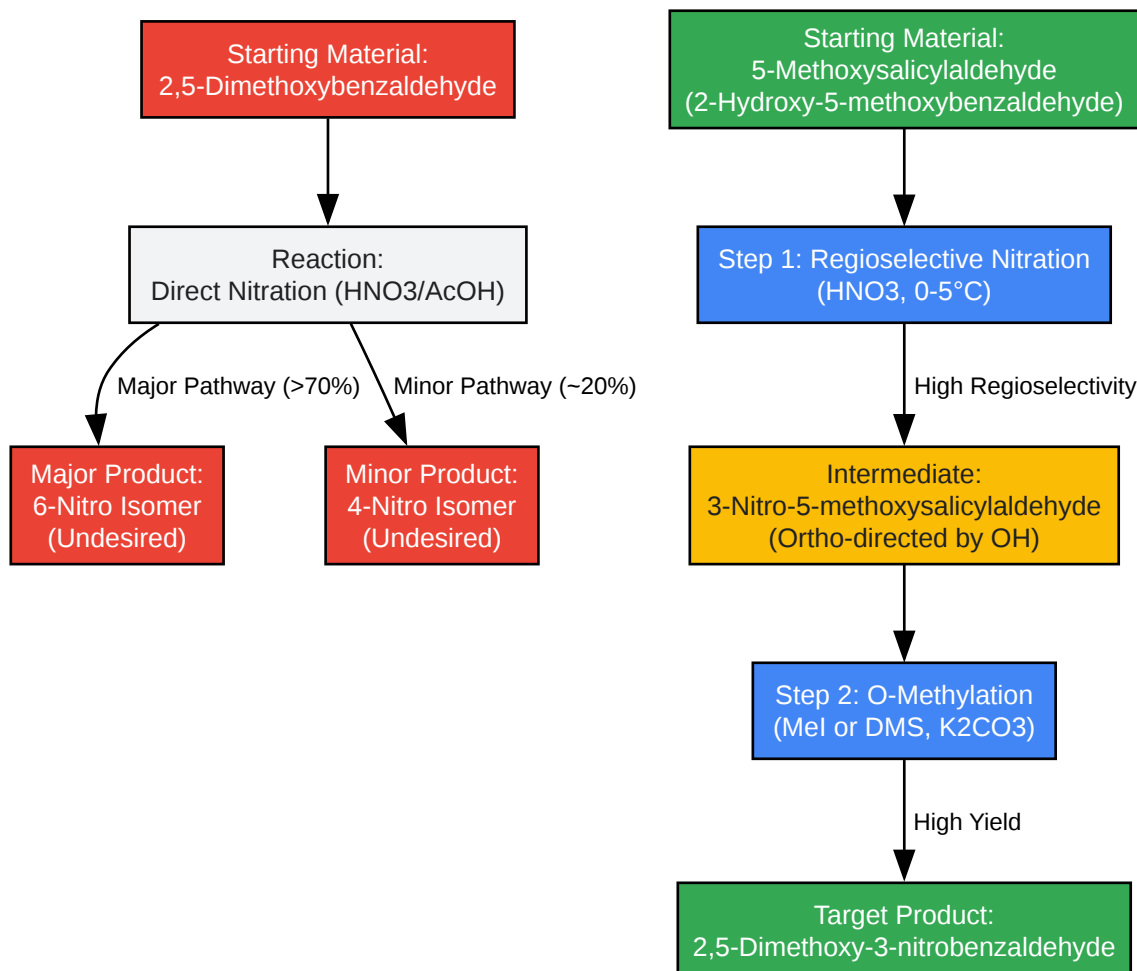 Starting Material:
2,5-Dimethoxybenzaldehyde
Reaction:
Direct Nitration (HNO3/AcOH)
Major Pathway (>70%)
Minor Pathway (~20%)
Major Product:
6-Nitro Isomer
(Undesired)
Minor Product:
4-Nitro Isomer
(Undesired)
Starting Material:
5-Methoxysalicylaldehyde
(2-Hydroxy-5-methoxybenzaldehyde)
Step 1: Regioselective Nitration
(HNO3, 0-5°C)
High Regioselectivity
Intermediate:
3-Nitro-5-methoxysalicylaldehyde
(Ortho-directed by OH)
Step 2: O-Methylation
(MeI or DMS, K2CO3)
High Yield
Target Product:
2,5-Dimethoxy-3-nitrobenzaldehyde